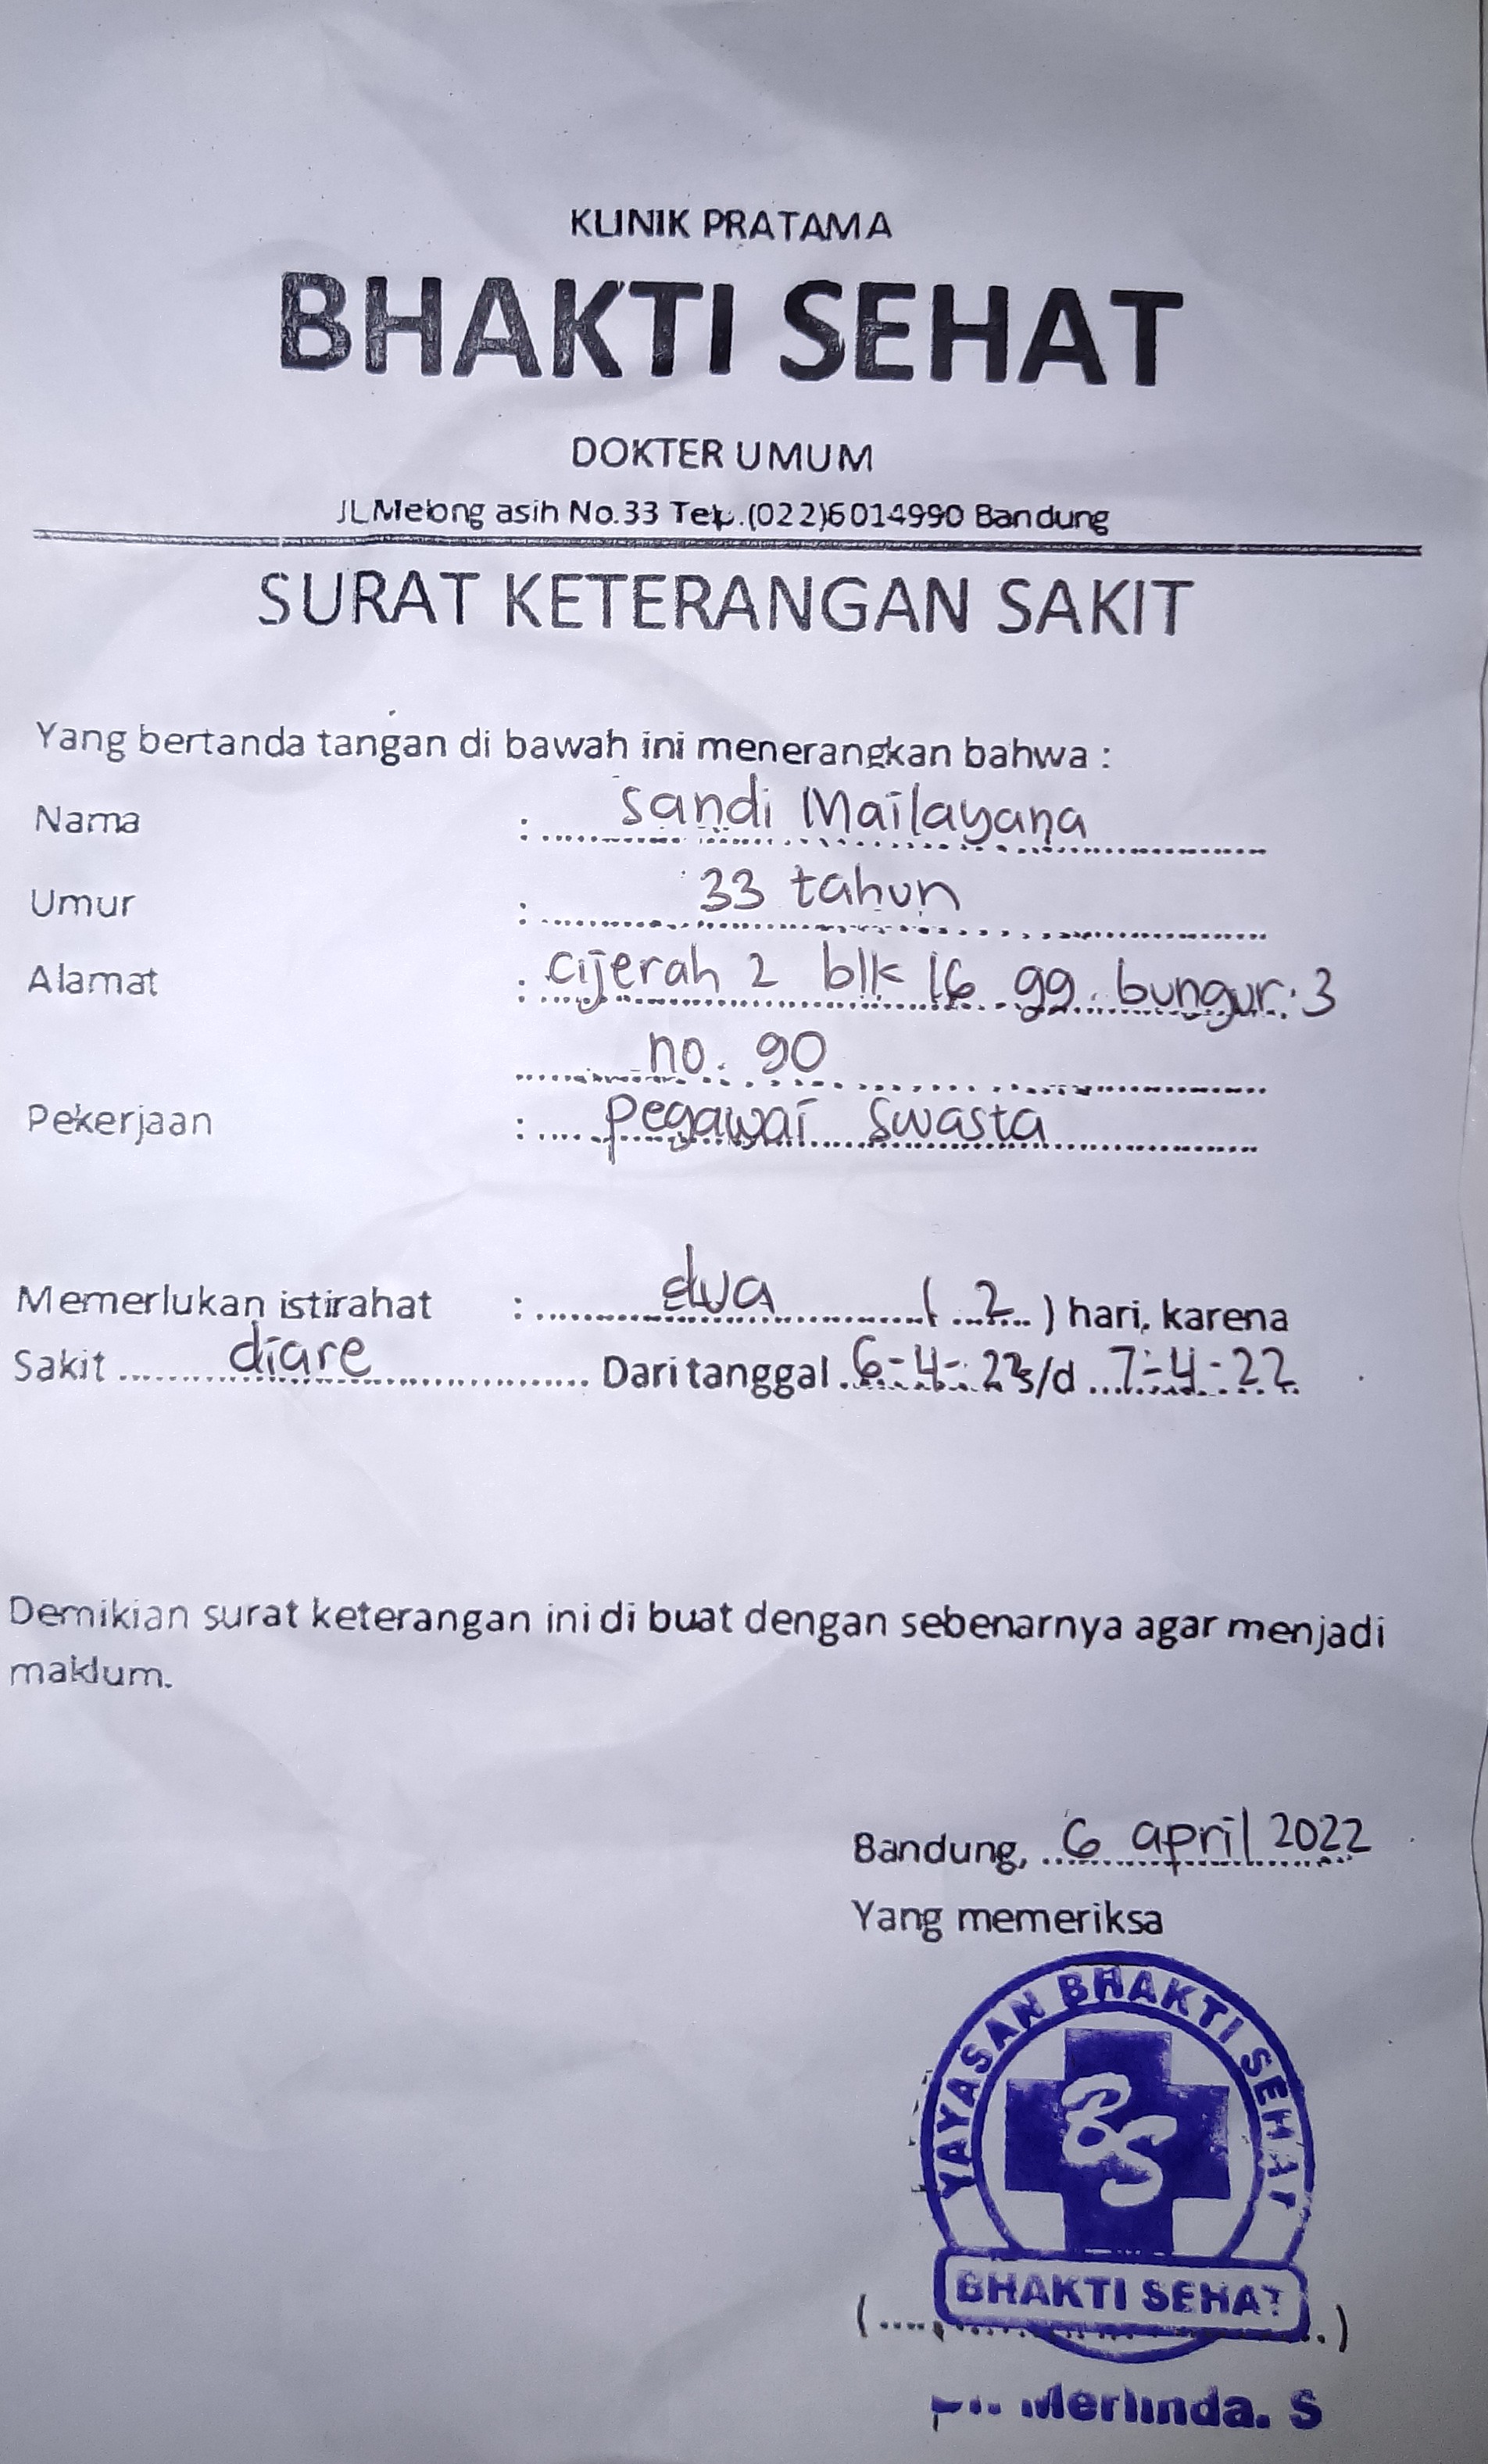 KLINIK PRATAMA
BHAKTI SEHAT
DOKTER UMUM
JL.Melong asih No.33 Telp.(022)6014990 Bandung
SURAT KETERANGAN SAKIT
Yang bertanda tangan di bawah ini menerangkan bahwa :
Nama : Sandi Mailayana
Umur : 33 tahun
Alamat : cijerah 2 blk 16 gg. bungur. 3
no. 90
Pekerjaan : Pegawai Swasta
Memerlukan istirahat : dua ( 2 ) hari, karena
Sakit diare Dari tanggal 6-4-22 s/d 7-4-22
Demikian surat keterangan ini di buat dengan sebenarnya agar menjadi
maklum.
Bandung, 6 april 2022
Yang memeriksa
YAYASAN BHAKTI SEHAT
BS
BHAKTI SEHAT
(..........)
Merlinda. S